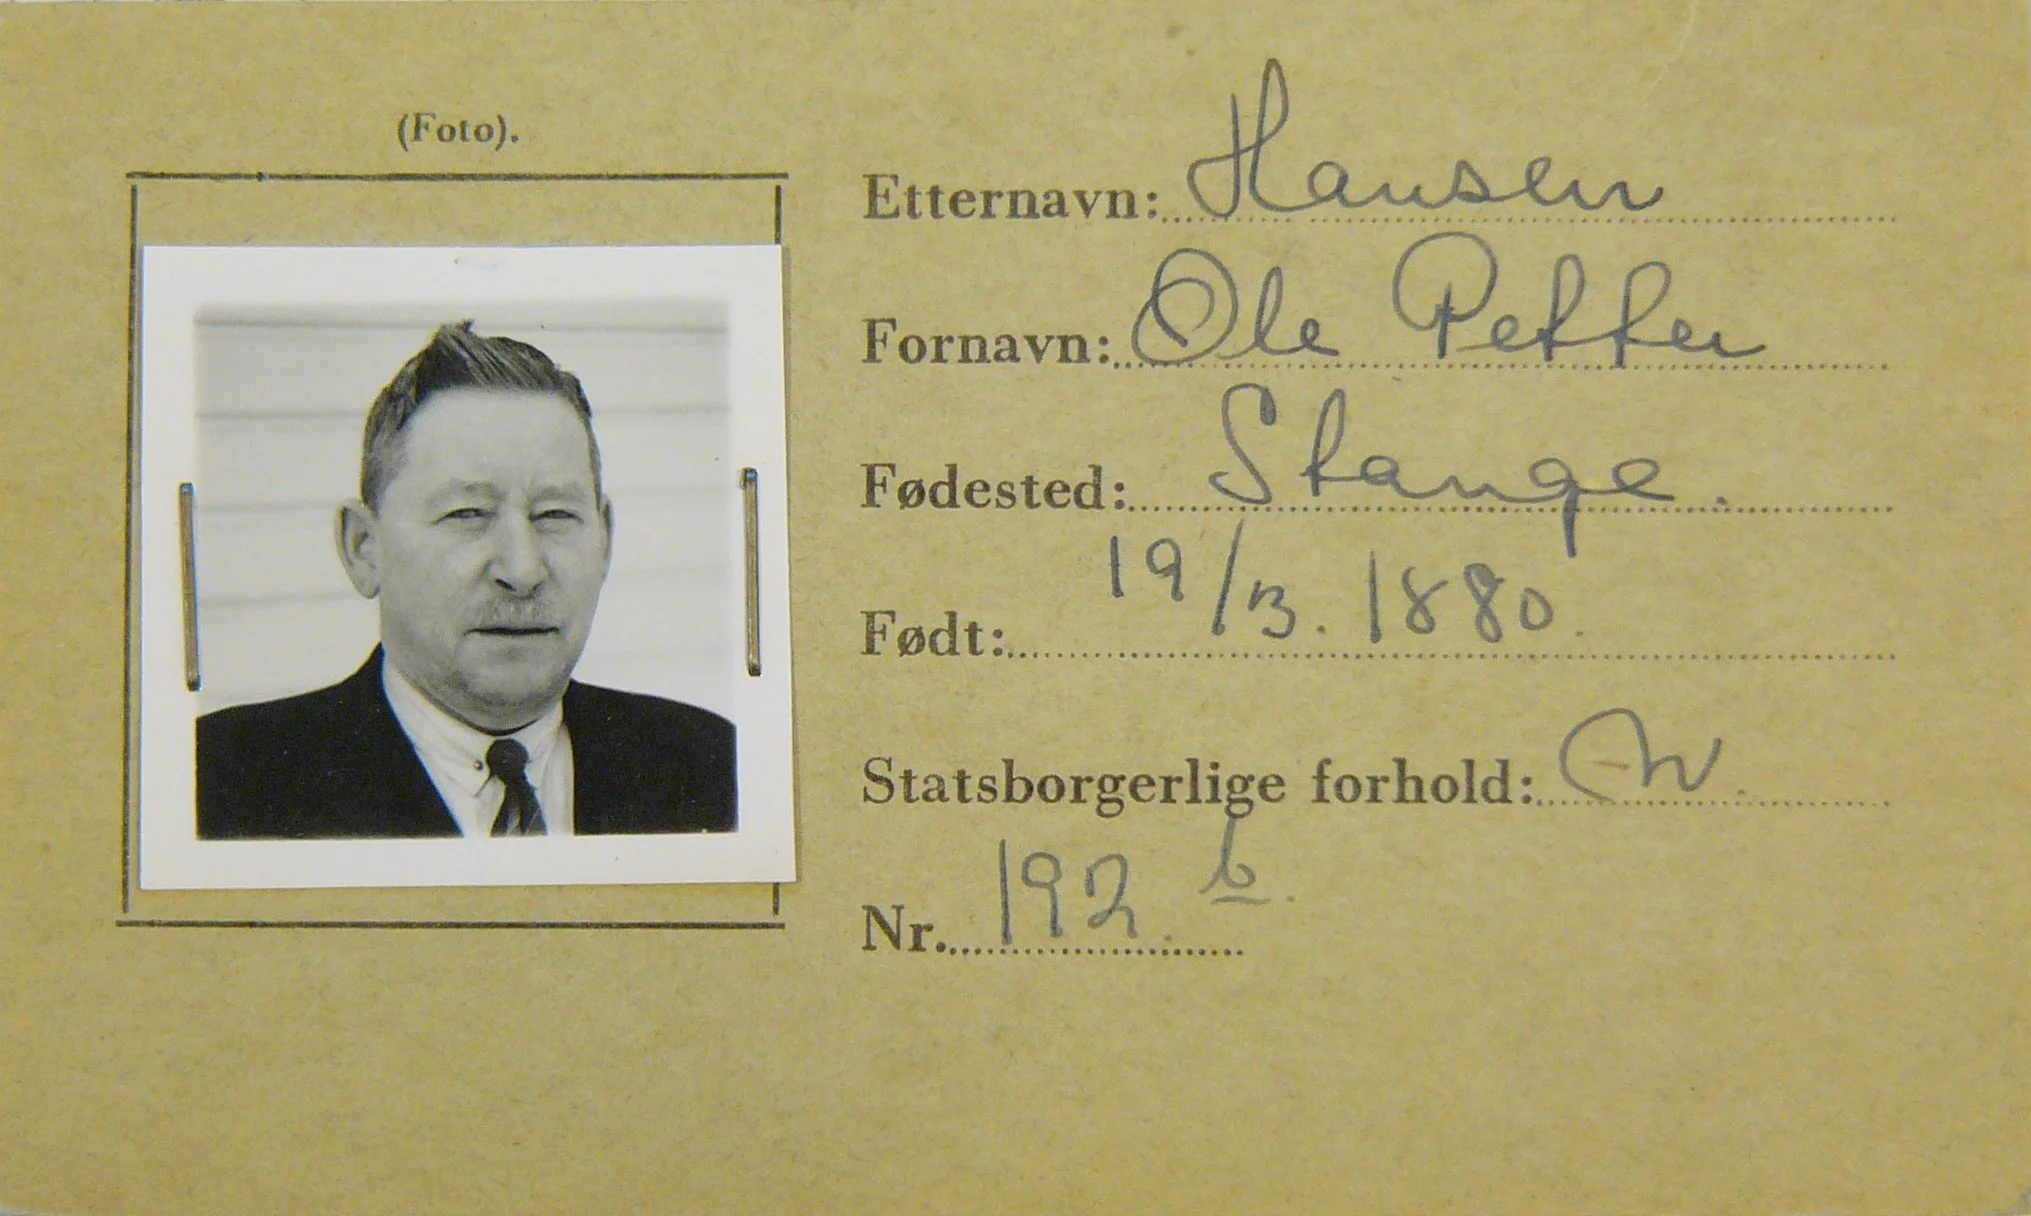 (Foto).
Etternavn: Hansen
Fornavn: Ole Petter
Fødested: Stange.
Født: 19/3. 1880.
Statsborgerlige forhold:
Nr. 192 b.